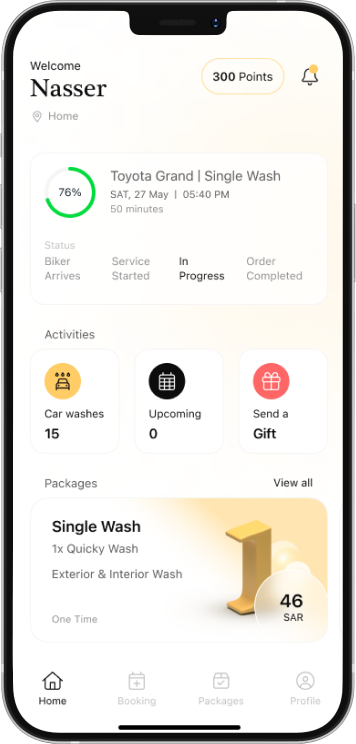 Welcome
Nasser
300 Points
Home
76%
Toyota Grand | Single Wash
SAT, 27 May | 05:40 PM
50 minutes
Status
Biker
Arrives
Service
Started
In
Progress
Order
Completed
Activities
Car washes
15
Upcoming
0
Send a
Gift
Packages
View all
Single Wash
1x Quicky Wash
Exterior & Interior Wash
One Time
1
46
SAR
Home
Booking
Packages
Profile